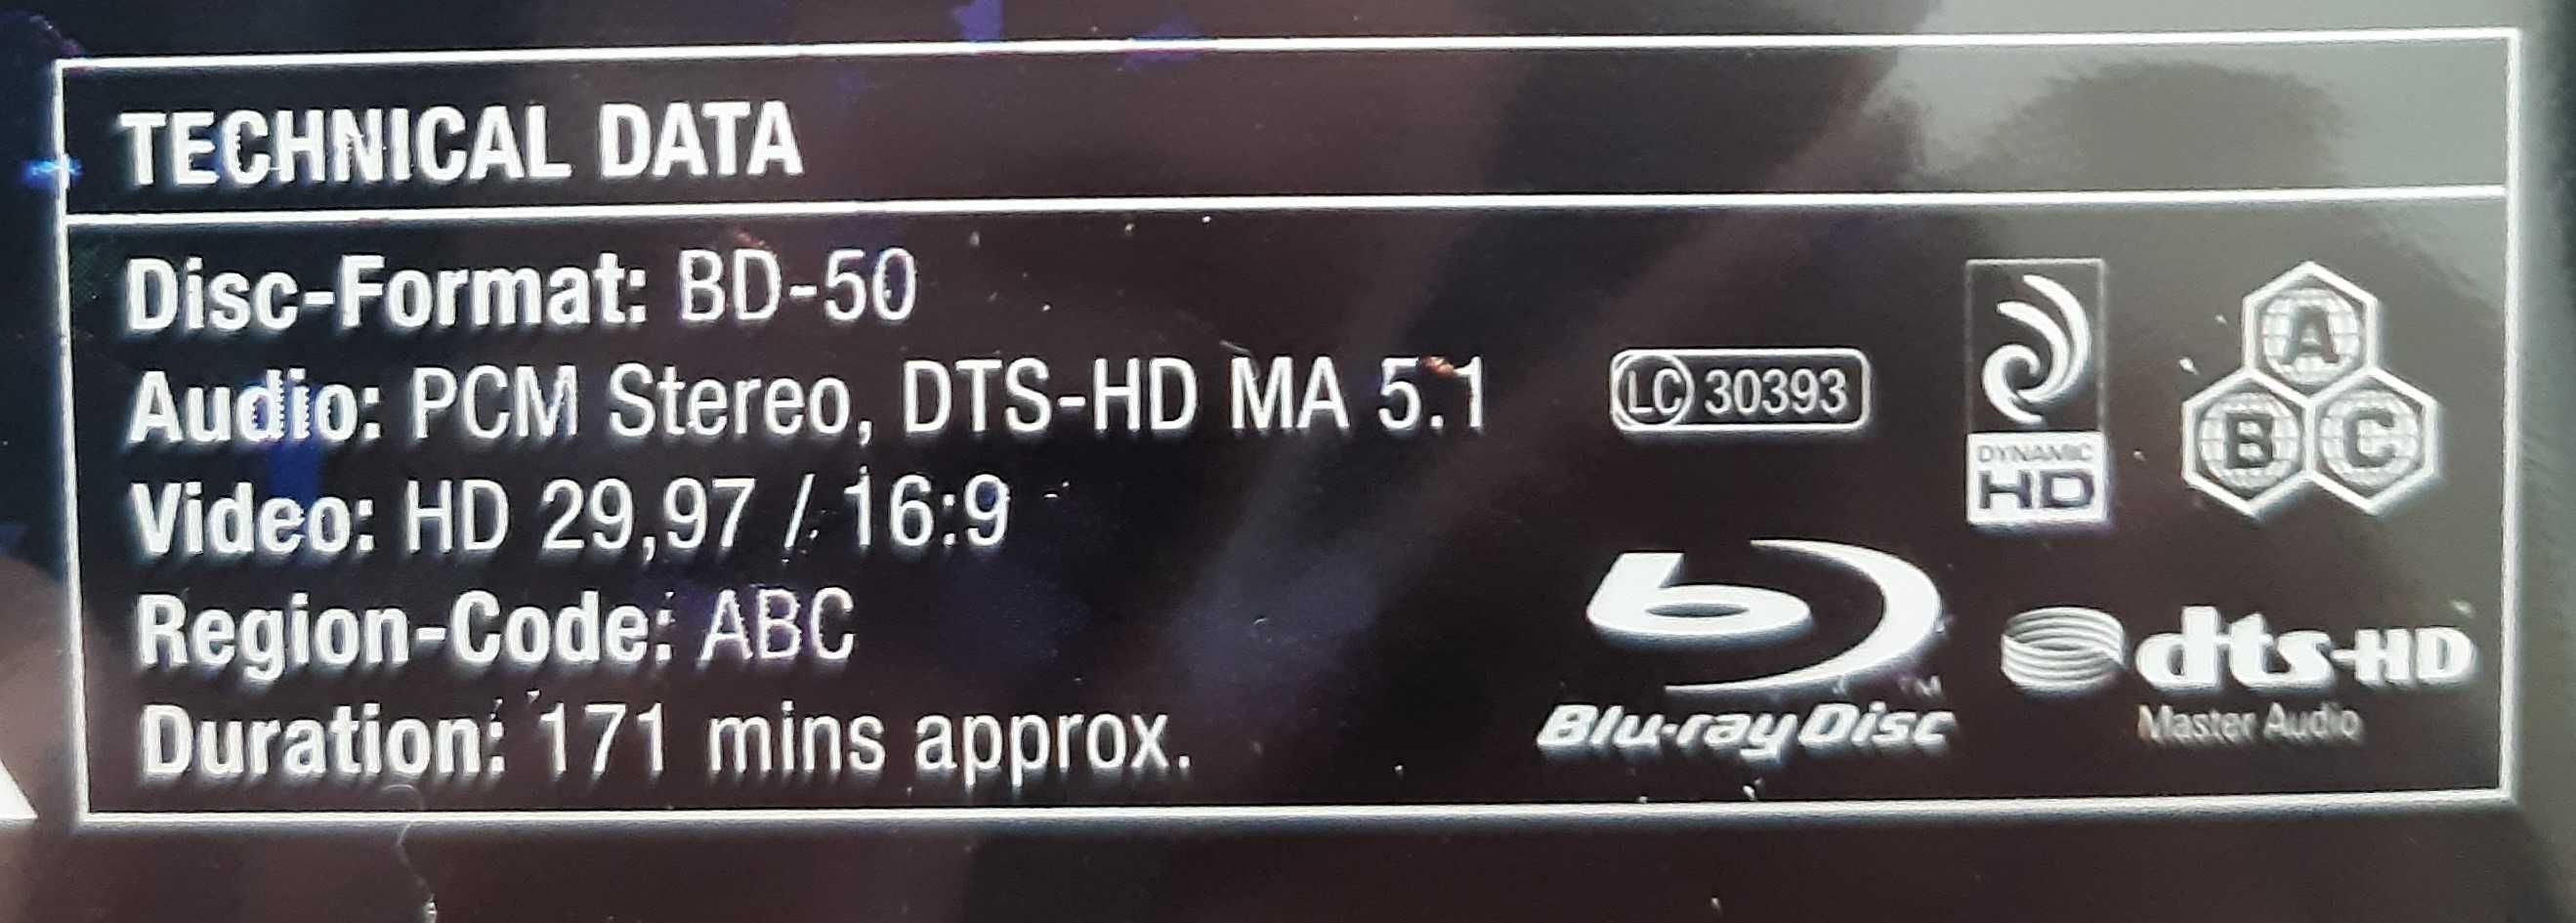 TECHNICAL DATA
Disc-Format: BD-50
Audio: PCM Stereo, DTS-HD MA 5.1
Video: HD 29,97 / 16:9
Region-Code: ABC
Duration: 171 mins approx.
LC 30393
DYNAMIC
HD
A
B C
Blu-ray Disc
TM
dts-HD
Master Audio